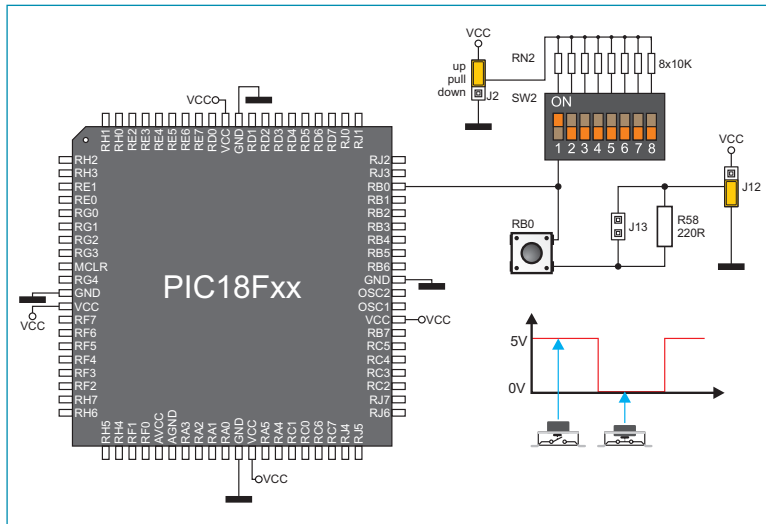 VCC
up
pull
down
J2
RN2
8x10K
SW2
ON
1 2 3 4 5 6 7 8
VCC
J12
J13
R58
220R
RB0
VCC
RH1 RH0 RE2 RE3 RE4 RE5 RE6 RE7 RD0 VCC GND RD1 RD2 RD3 RD4 RD5 RD6 RD7 RJ0 RJ1
RH2
RH3
RE1
RE0
RG0
RG1
RG2
RG3
MCLR
RG4
GND
VCC
RF7
RF6
RF5
RF4
RF3
RF2
RH7
RH6
VCC
PIC18Fxx
RJ2
RJ3
RB0
RB1
RB2
RB3
RB4
RB5
RB6
GND
OSC2
OSC1
VCC
RB7
RC5
RC4
RC3
RC2
RJ7
RJ6
VCC
RH5 RH4 RF1 RF0 AVCC AGND RA3 RA2 RA1 RA0 GND VCC RA5 RA4 RC1 RC0 RC6 RC7 RJ4 RJ5
VCC
5V
0V